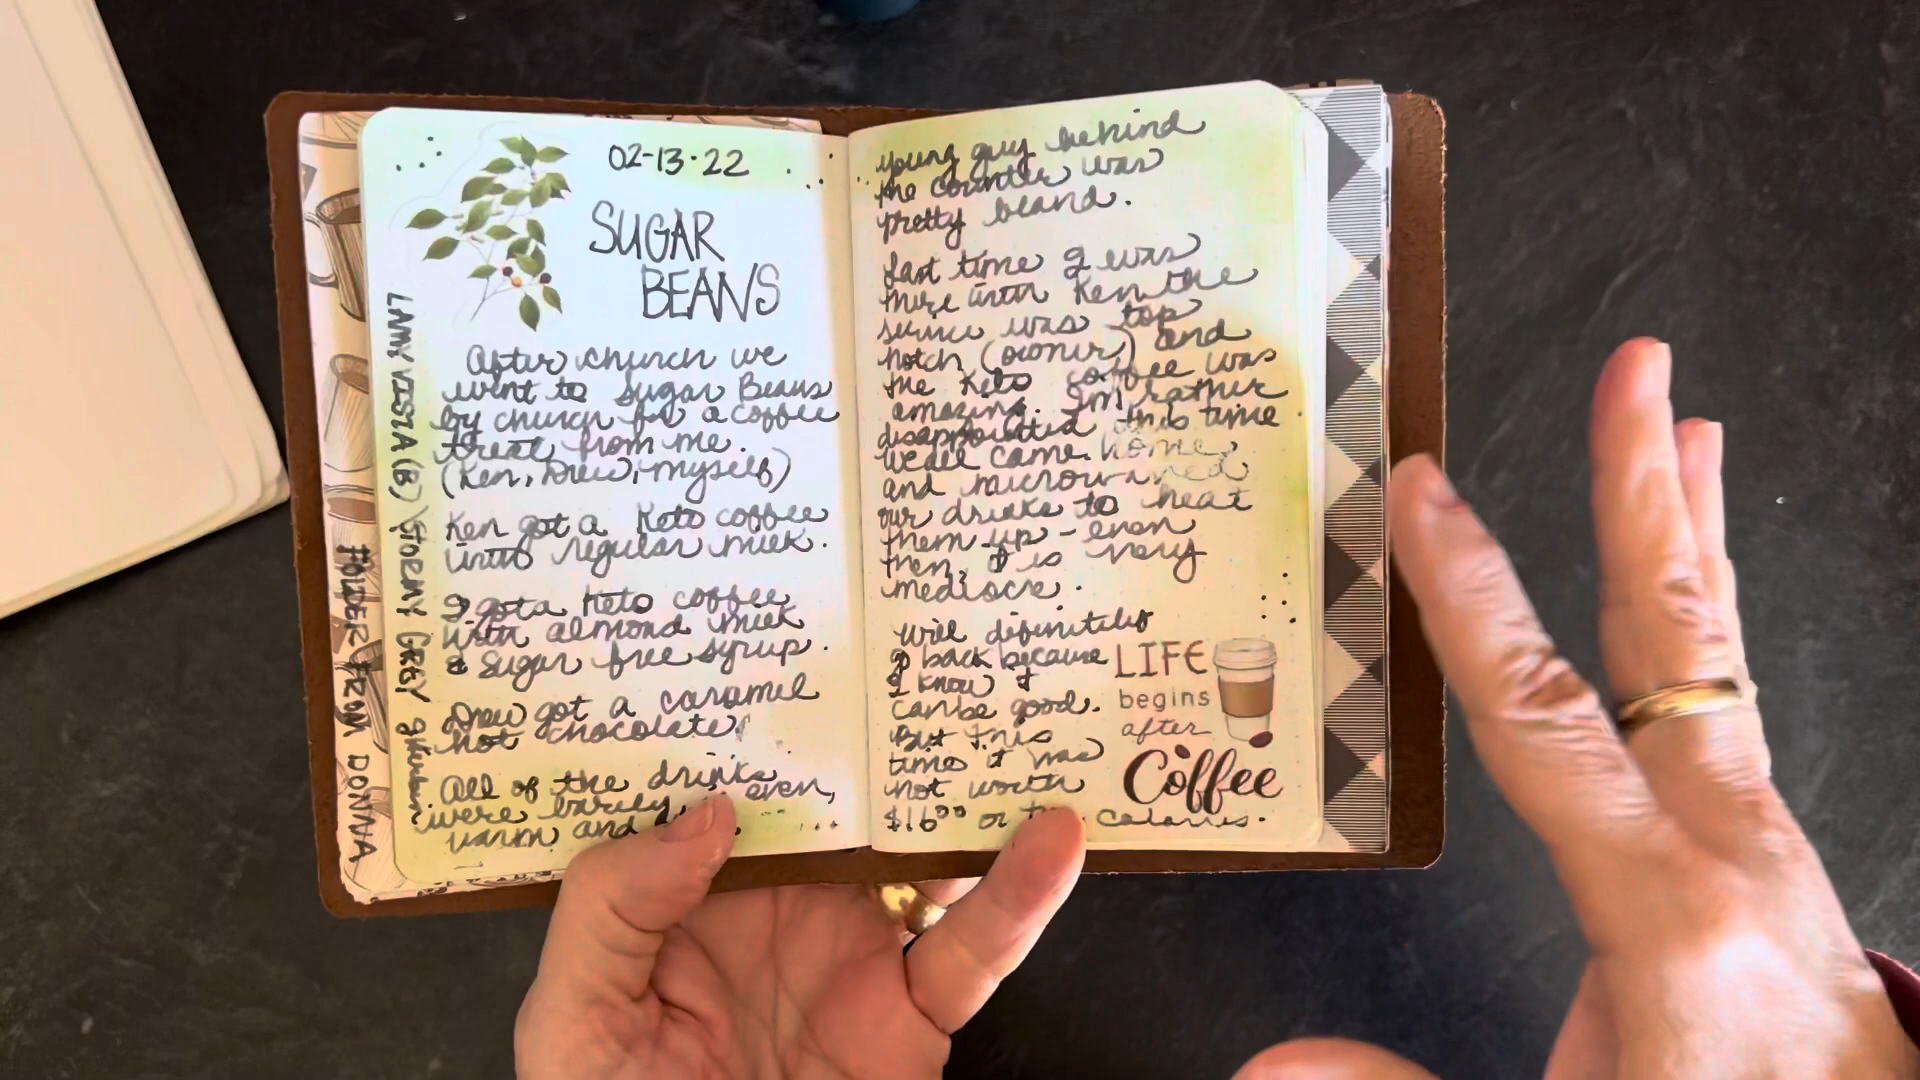 02-13-22
SUGAR
BEANS
After church we
went to Sugar Beans
by church for a coffee
treat from me.
(Ken, Drew, myself)
Ken got a Keto coffee
with regular milk.
I got a Keto coffee
with almond milk
& sugar free syrup.
Drew got a caramel
hot chocolate.
All of the drinks
were barely, even,
warm and
LAMY VISTA (B) STORMY GREY
FOLDER FROM DONNA
young guy behind
the counter was
pretty bland.
Last time I was
here with Ken the
service was top
notch (owner) and
the Keto coffee was
amazing. I'm rather
disappointed this time
we all came home
and microwaved
our drinks to heat
them up - even
then, it is very
mediocre.
Will definitely
go back because
I know it
can be good.
But this
time it was
not worth
$16.00 or calories.
LIFE
begins
after
Coffee